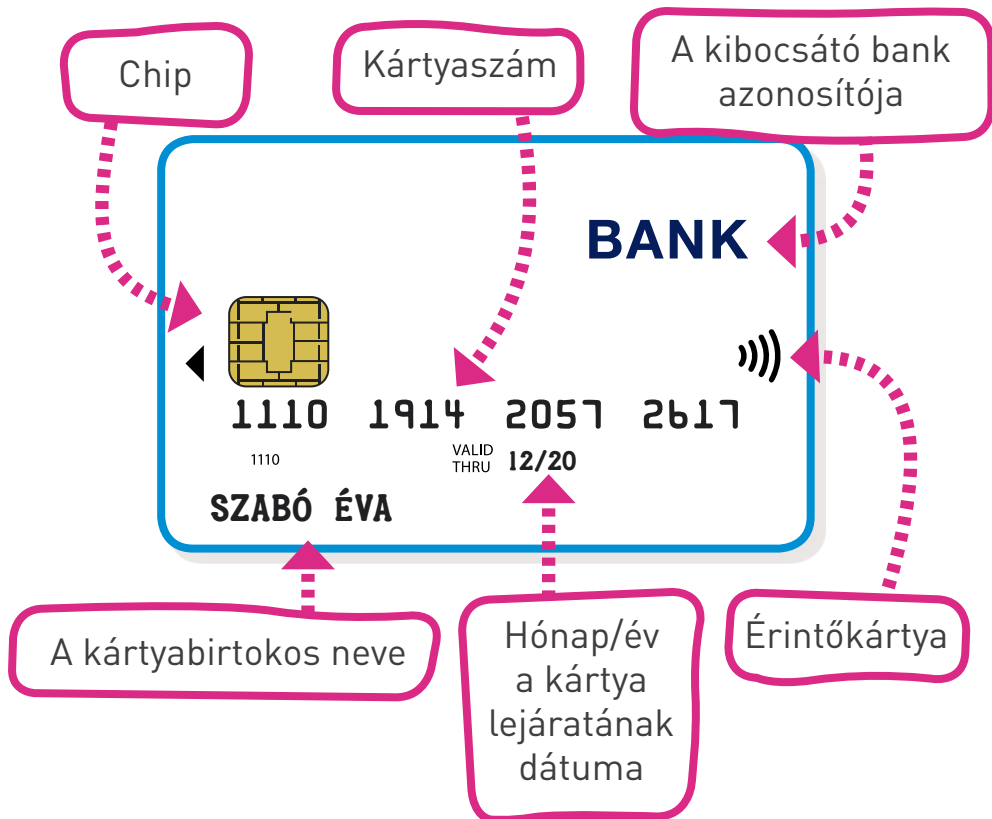 Chip
Kártyaszám
A kibocsátó bank
azonosítója
BANK
1110 1914 2057 2617
1110
VALID
THRU
12/20
SZABÓ ÉVA
A kártyabirtokos neve
Hónap/év
a kártya
lejáratának
dátuma
Érintőkártya